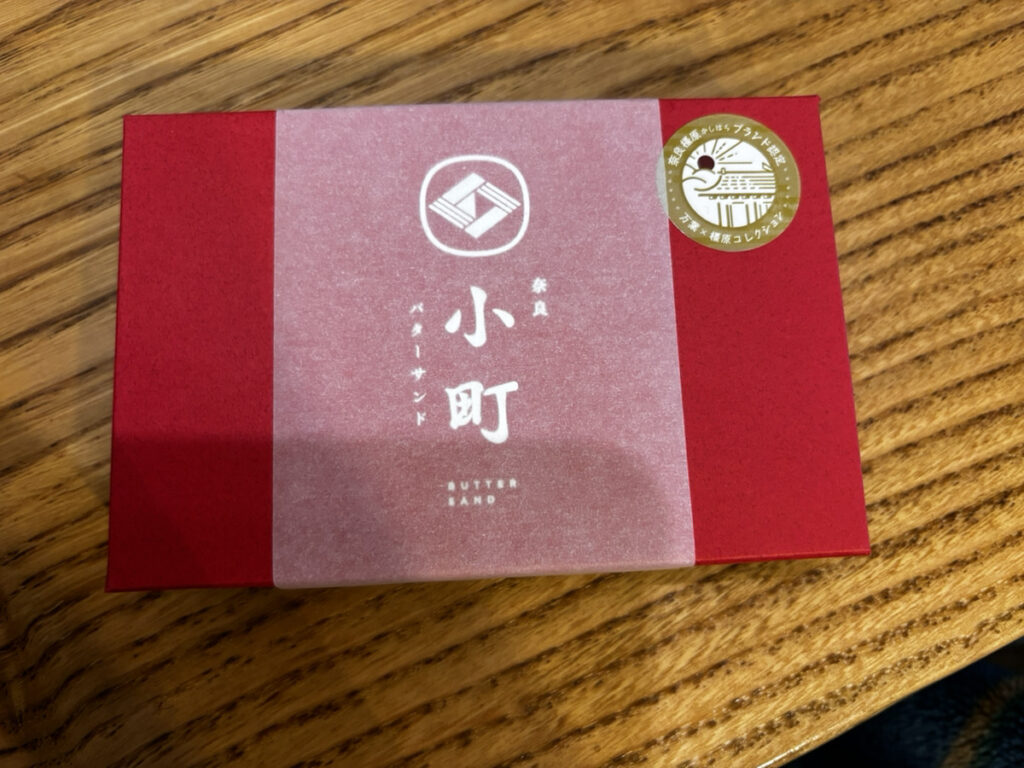 奈良
小町
バターサンド
BUTTER
SAND
奈良橿原かしはらブランド認定
万葉×橿原コレクション